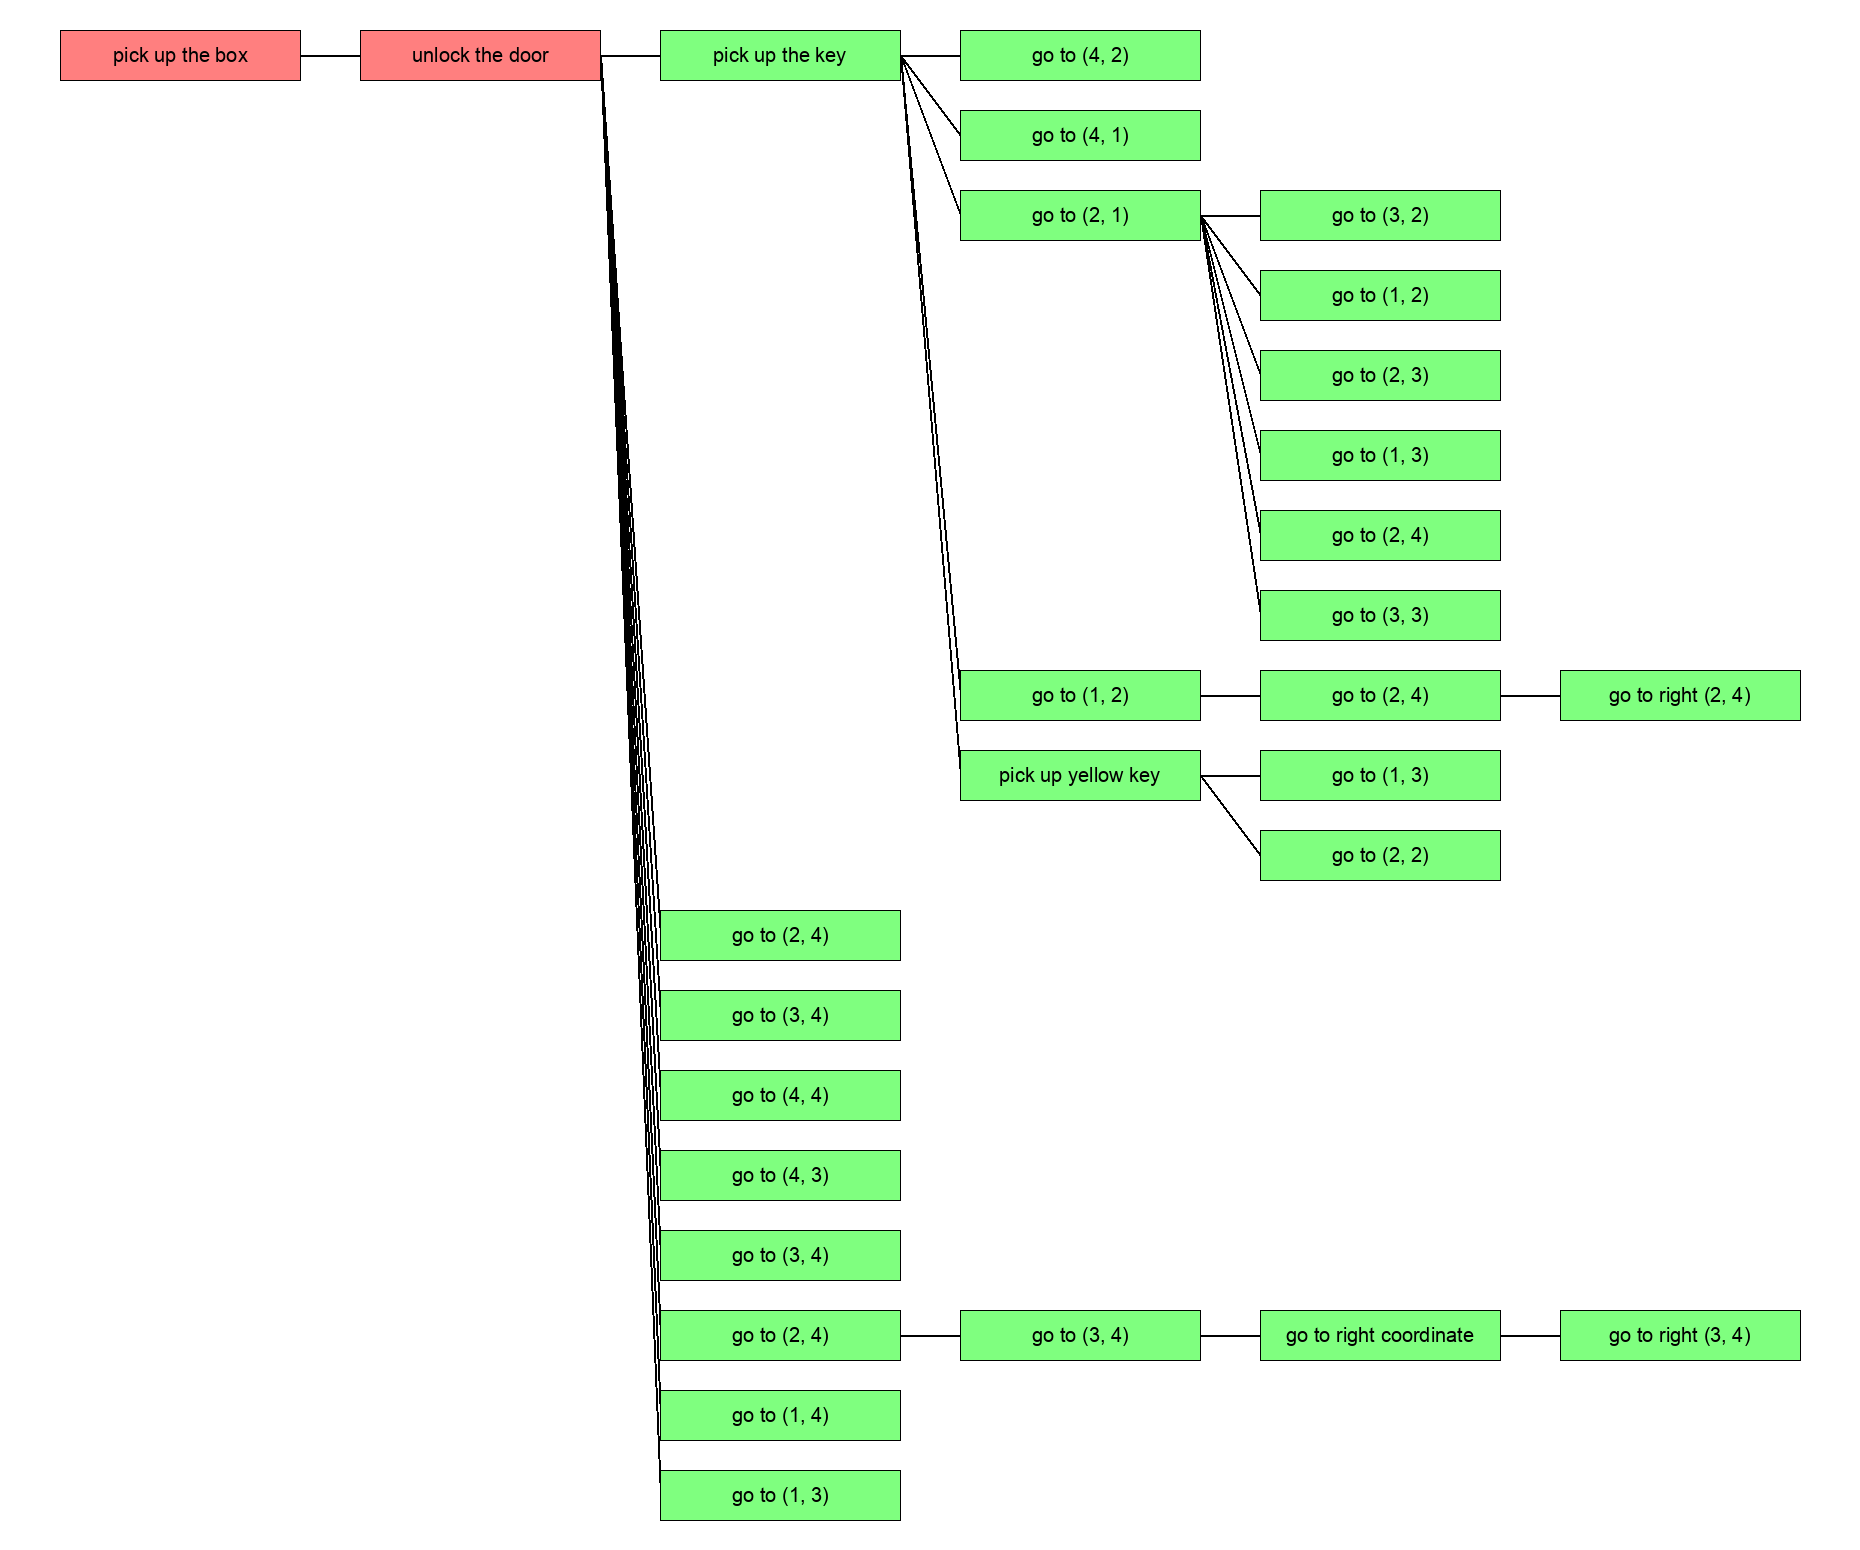 pick up the box
unlock the door
pick up the key
go to (4, 2)
go to (4, 1)
go to (2, 1)
go to (3, 2)
go to (1, 2)
go to (2, 3)
go to (1, 3)
go to (2, 4)
go to (3, 3)
go to (1, 2)
go to (2, 4)
go to right (2, 4)
pick up yellow key
go to (1, 3)
go to (2, 2)
go to (2, 4)
go to (3, 4)
go to (4, 4)
go to (4, 3)
go to (3, 4)
go to (2, 4)
go to (3, 4)
go to right coordinate
go to right (3, 4)
go to (1, 4)
go to (1, 3)